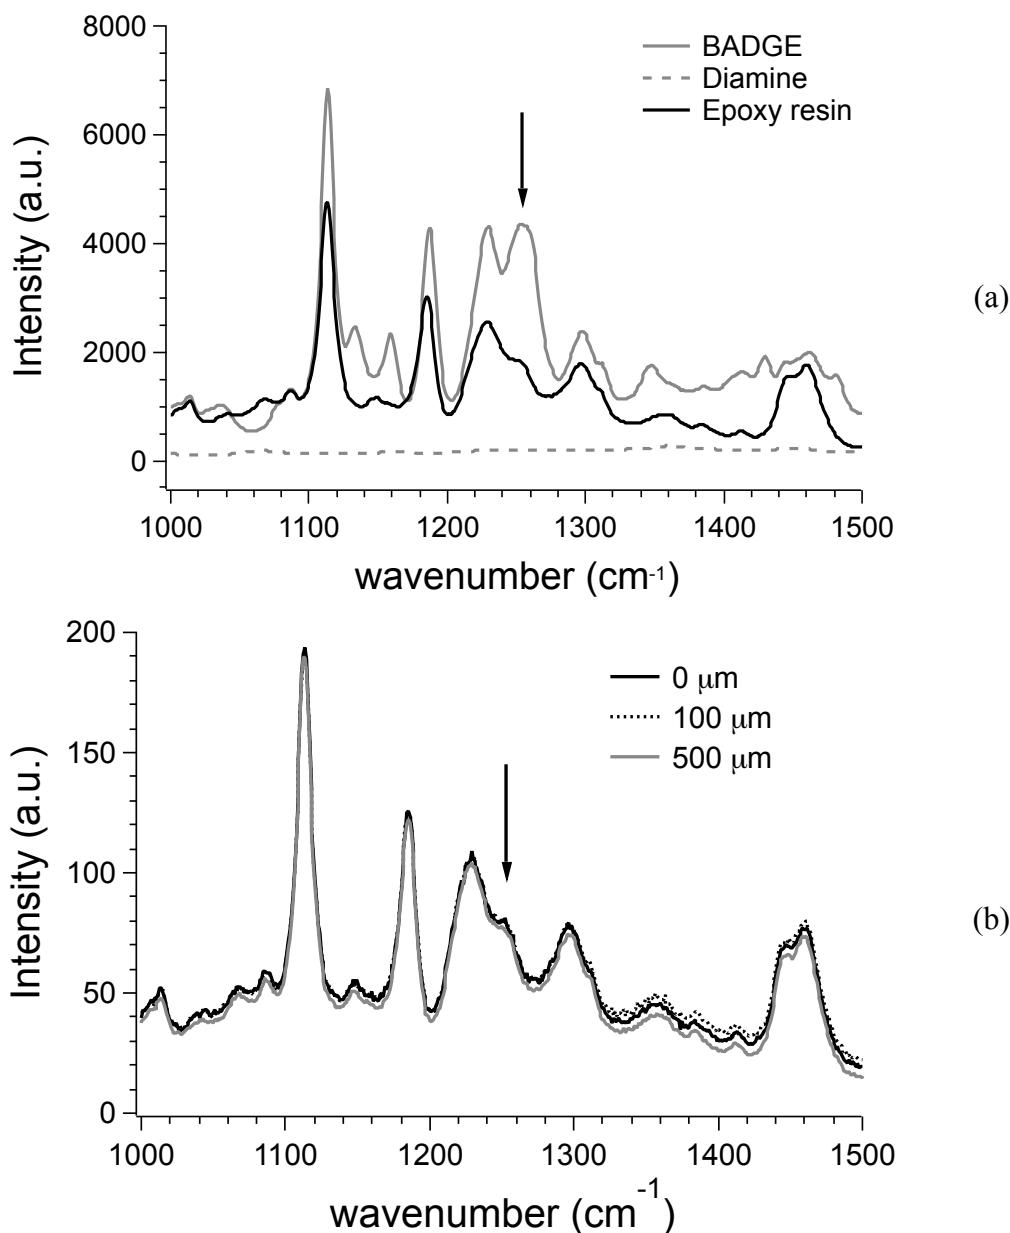 8000
6000
4000
2000
0
Intensity (a.u.)
BADGE
Diamine
Epoxy resin
(a)
1000 1100 1200 1300 1400 1500
wavenumber (cm-1)
200
150
100
50
0
Intensity (a.u.)
0 μm
100 μm
500 μm
(b)
1000 1100 1200 1300 1400 1500
wavenumber (cm-1)